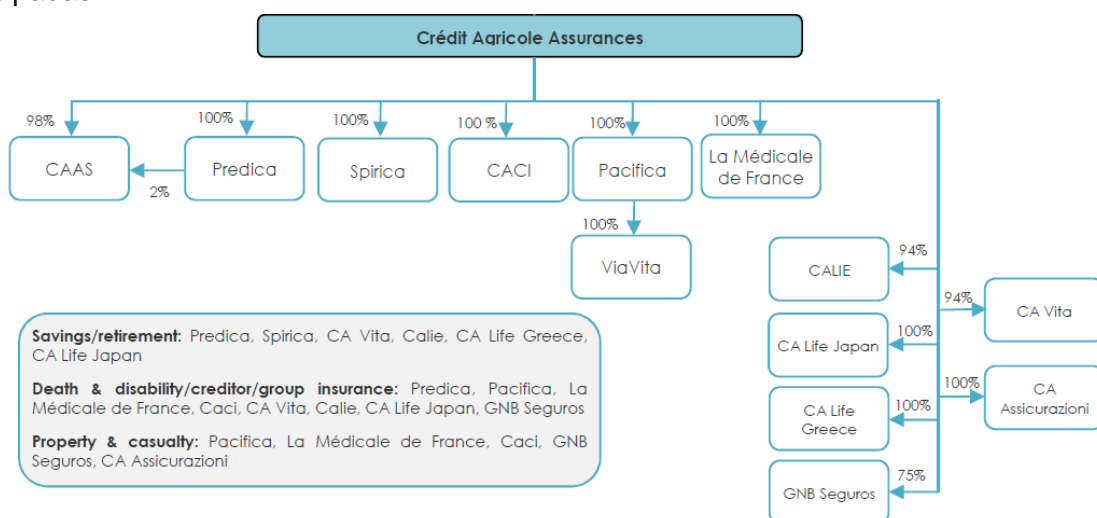 Crédit Agricole Assurances
98%
100%
100%
100 %
100%
100%
CAAS
Predica
Spirica
CACI
Pacifica
La Médicale
de France
2%
100%
ViaVita
94%
CALIE
94%
CA Vita
100%
CA Life Japan
100%
CA
Assicurazioni
100%
CA Life
Greece
75%
GNB Seguros
Savings/retirement: Predica, Spirica, CA Vita, Calie, CA Life Greece,
CA Life Japan
Death & disability/creditor/group insurance: Predica, Pacifica, La
Médicale de France, Caci, CA Vita, Calie, CA Life Japan, GNB Seguros
Property & casualty: Pacifica, La Médicale de France, Caci, GNB
Seguros, CA Assicurazioni